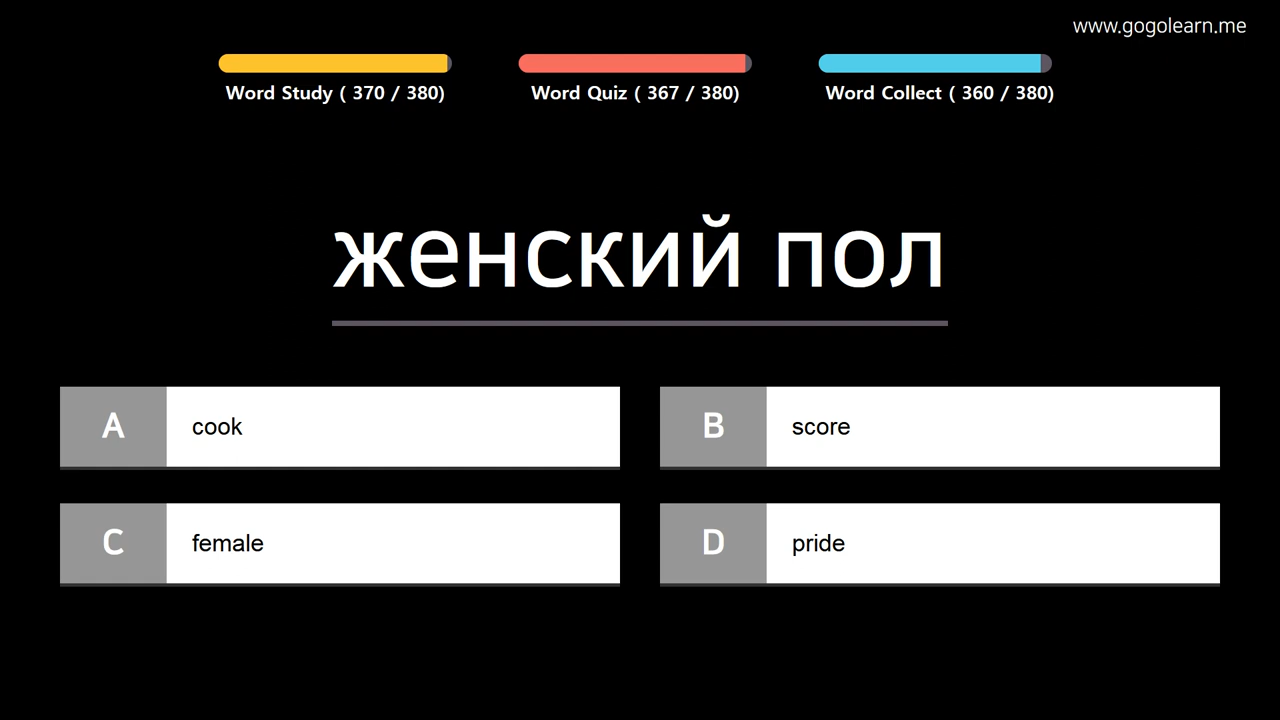 www.gogolearn.me
Word Study ( 370 / 380)
Word Quiz ( 367 / 380)
Word Collect ( 360 / 380)
женский пол
A cook
B score
C female
D pride